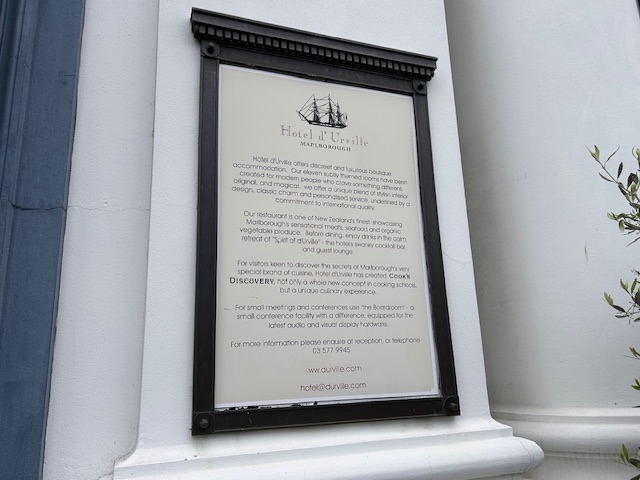 Hotel d'Urville
MARLBOROUGH
Hotel d'Urville offers discreet and luxurious boutique
accommodation. Our eleven subtly themed rooms have been
created for modern people who crave something different,
original, and magical. we offer a unique blend of stylish interior
design, classic charm and personalised service, underlined by a
commitment to international quality.
Our restaurant is one of New Zealand's finest showcasing
Marlborough's sensational meats, seafood and organic
vegetable produce. Before dining, enjoy drinks in the calm
retreat of "Spirit of d'Urville" - the hotel's swanky cocktail bar
and guest lounge.
For visitors keen to discover the secrets of Marlborough's very
special brand of cuisine, Hotel d'Urville has created COOK'S
DISCOVERY, not only a whole new concept in cooking schools,
but a unique culinary experience.
For small meetings and conferences use "the Boardroom" - a
small conference facility with a difference, equipped for the
latest audio and visual display hardware.
For more information please enquire at reception, or telephone
03 577 9945
www.durville.com
hotel@durville.com